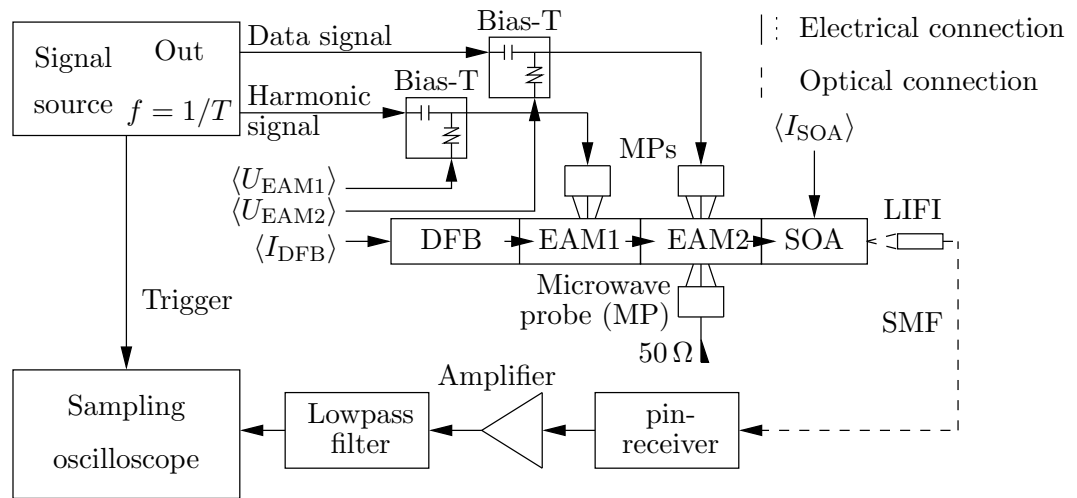 Bias-T
Data signal
Electrical connection
Signal
source
Out
f = 1/T
Bias-T
Optical connection
Harmonic
signal
⟨I_SOA⟩
MPs
⟨U_EAM1⟩
⟨U_EAM2⟩
LIFI
⟨I_DFB⟩
DFB
EAM1
EAM2
SOA
Microwave
probe (MP)
Trigger
SMF
50 Ω
Amplifier
Sampling
oscilloscope
Lowpass
filter
pin-
receiver